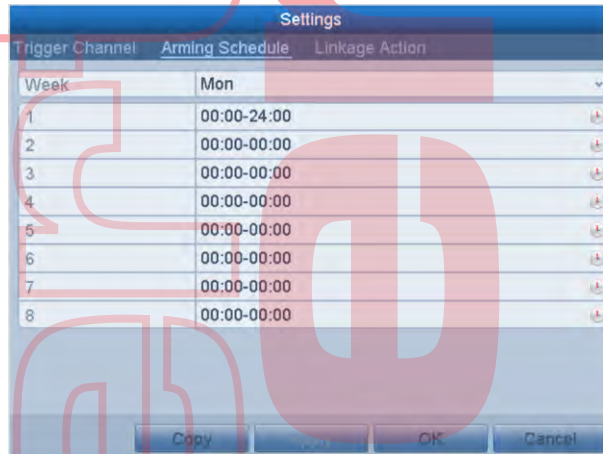 Settings
Trigger Channel Arming Schedule Linkage Action
Week Mon
1 00:00-24:00
2 00:00-00:00
3 00:00-00:00
4 00:00-00:00
5 00:00-00:00
6 00:00-00:00
7 00:00-00:00
8 00:00-00:00
Copy Apply OK Cancel